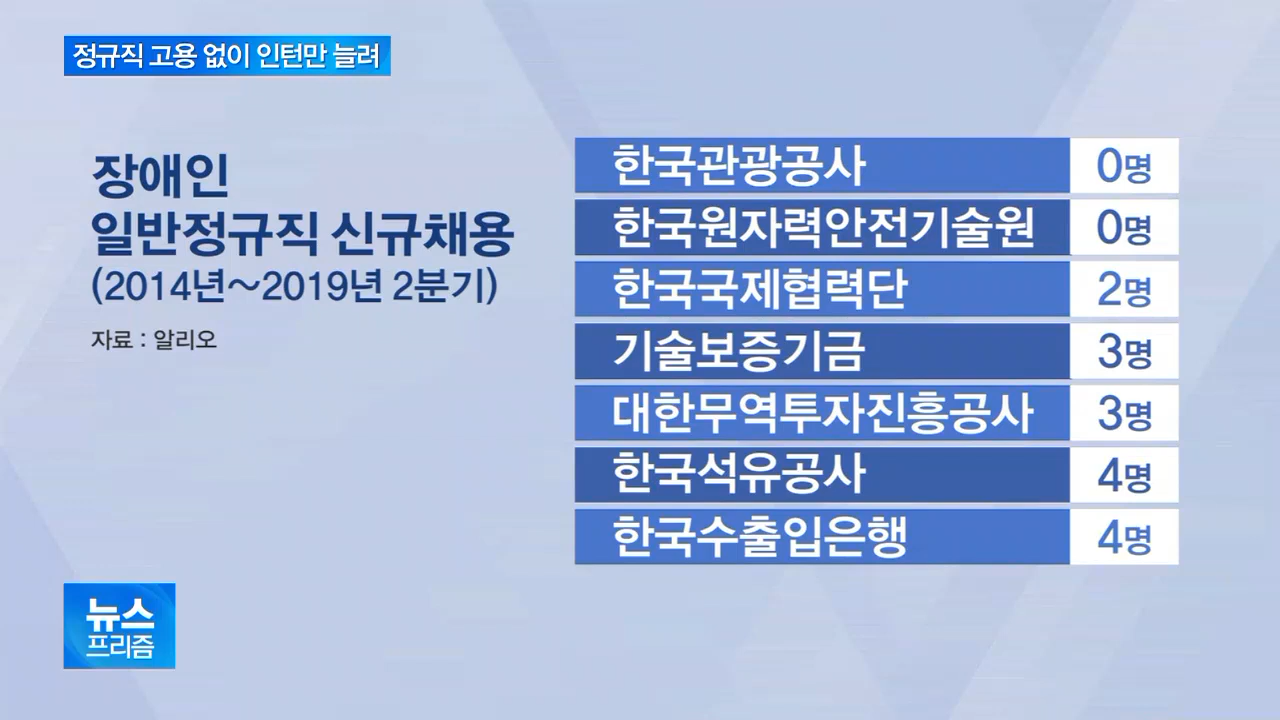 정규직 고용 없이 인턴만 늘려
장애인
일반정규직 신규채용
(2014년~2019년 2분기)
자료 : 알리오
한국관광공사 0명
한국원자력안전기술원 0명
한국국제협력단 2명
기술보증기금 3명
대한무역투자진흥공사 3명
한국석유공사 4명
한국수출입은행 4명
뉴스
프리즘